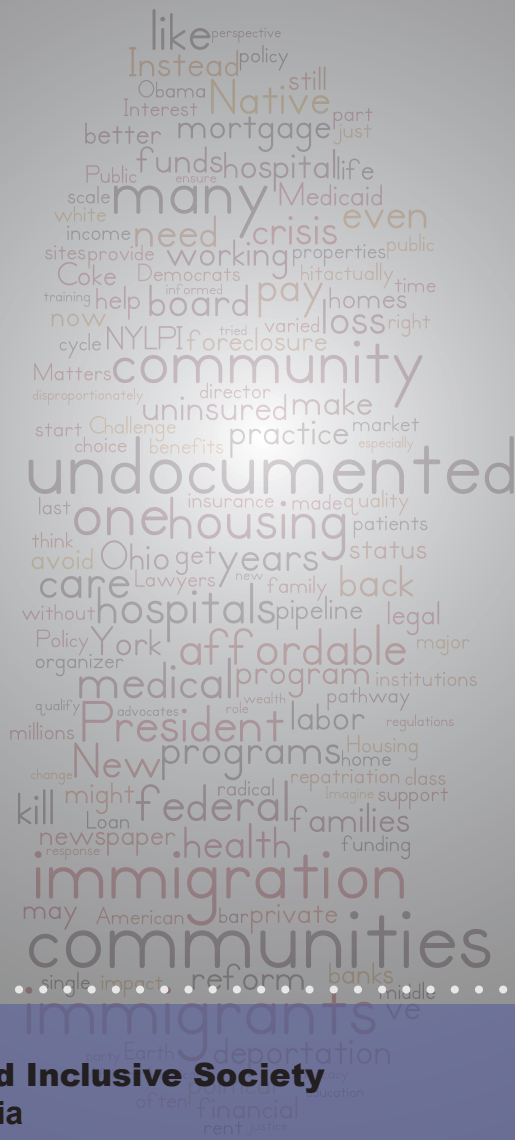 like perspective
Instead policy
Obama still
Interest Native part
better mortgage just
Public funds hospital life
ensure
scale many Medicaid
white even
income need crisis
sites provide working properties public
Coke Democrats hit actually time
informed
training help board pay homes
now varied loss right
tried
cycle NYLPI foreclosure
Matters community
disproportionately director
uninsured make
start Challenge practice market
choice benefits especially
undocumented
last insurance made quality
one housing patients
think
avoid Ohio get years status
care Lawyers new family back
without hospitals pipeline legal
Policy York affordable major
organizer
medical program institutions
qualify advocates wealth role pathway
millions President labor regulations
New programs Housing
home
change repatriation class
kill might federal radical Imagine support
Loan families
newspaper health funding
response
immigration
may American bar private
communities
single impact reform banks
middle
immigrants ve
party Earth deportation
d Inclusive Society
education
ia
often financial
rent justice